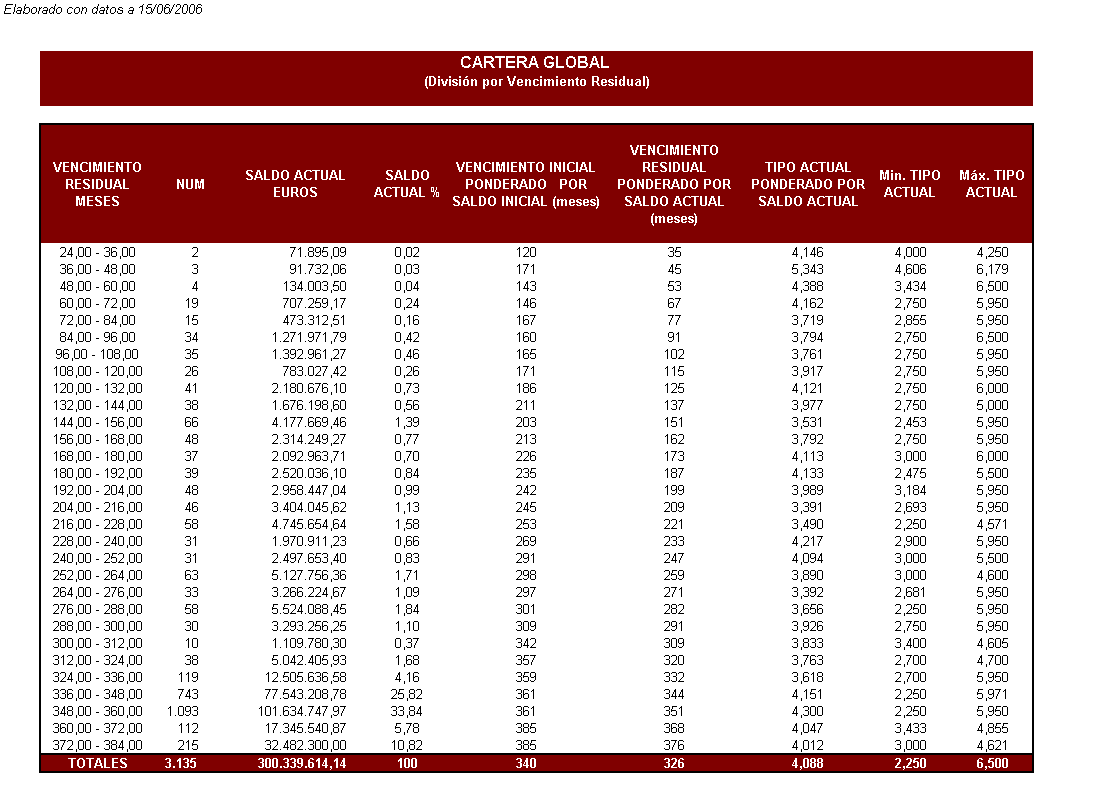 Elaborado con datos a 15/06/2006
CARTERA GLOBAL
(División por Vencimiento Residual)
VENCIMIENTO RESIDUAL MESES NUM SALDO ACTUAL EUROS SALDO ACTUAL % VENCIMIENTO INICIAL PONDERADO POR SALDO INICIAL (meses) VENCIMIENTO RESIDUAL PONDERADO POR SALDO ACTUAL (meses) TIPO ACTUAL PONDERADO POR SALDO ACTUAL Min. TIPO ACTUAL Máx. TIPO ACTUAL
24,00 - 36,00 2 71.895,09 0,02 120 35 4,146 4,000 4,250
36,00 - 48,00 3 91.732,06 0,03 171 45 5,343 4,606 6,179
48,00 - 60,00 4 134.003,50 0,04 143 53 4,388 3,434 6,500
60,00 - 72,00 19 707.259,17 0,24 146 67 4,162 2,750 5,950
72,00 - 84,00 15 473.312,51 0,16 167 77 3,719 2,855 5,950
84,00 - 96,00 34 1.271.971,79 0,42 160 91 3,794 2,750 6,500
96,00 - 108,00 35 1.392.961,27 0,46 165 102 3,761 2,750 5,950
108,00 - 120,00 26 783.027,42 0,26 171 115 3,917 2,750 5,950
120,00 - 132,00 41 2.180.676,10 0,73 186 125 4,121 2,750 6,000
132,00 - 144,00 38 1.676.198,60 0,56 211 137 3,977 2,750 5,000
144,00 - 156,00 66 4.177.669,46 1,39 203 151 3,531 2,453 5,950
156,00 - 168,00 48 2.314.249,27 0,77 213 162 3,792 2,750 5,950
168,00 - 180,00 37 2.092.963,71 0,70 226 173 4,113 3,000 6,000
180,00 - 192,00 39 2.520.036,10 0,84 235 187 4,133 2,475 5,500
192,00 - 204,00 48 2.958.447,04 0,99 242 199 3,989 3,184 5,950
204,00 - 216,00 46 3.404.045,62 1,13 245 209 3,391 2,693 5,950
216,00 - 228,00 58 4.745.654,64 1,58 253 221 3,490 2,250 4,571
228,00 - 240,00 31 1.970.911,23 0,66 269 233 4,217 2,900 5,950
240,00 - 252,00 31 2.497.653,40 0,83 291 247 4,094 3,000 5,500
252,00 - 264,00 63 5.127.756,36 1,71 298 259 3,890 3,000 4,600
264,00 - 276,00 33 3.266.224,67 1,09 297 271 3,392 2,681 5,950
276,00 - 288,00 58 5.524.088,45 1,84 301 282 3,656 2,250 5,950
288,00 - 300,00 30 3.293.256,25 1,10 309 291 3,926 2,750 5,950
300,00 - 312,00 10 1.109.780,30 0,37 342 309 3,833 3,400 4,605
312,00 - 324,00 38 5.042.405,93 1,68 357 320 3,763 2,700 4,700
324,00 - 336,00 119 12.505.636,58 4,16 359 332 3,618 2,700 5,950
336,00 - 348,00 743 77.543.208,78 25,82 361 344 4,151 2,250 5,971
348,00 - 360,00 1.093 101.634.747,97 33,84 361 351 4,300 2,250 5,950
360,00 - 372,00 112 17.345.540,87 5,78 385 368 4,047 3,433 4,855
372,00 - 384,00 215 32.482.300,00 10,82 385 376 4,012 3,000 4,621
TOTALES 3.135 300.339.614,14 100 340 326 4,088 2,250 6,500